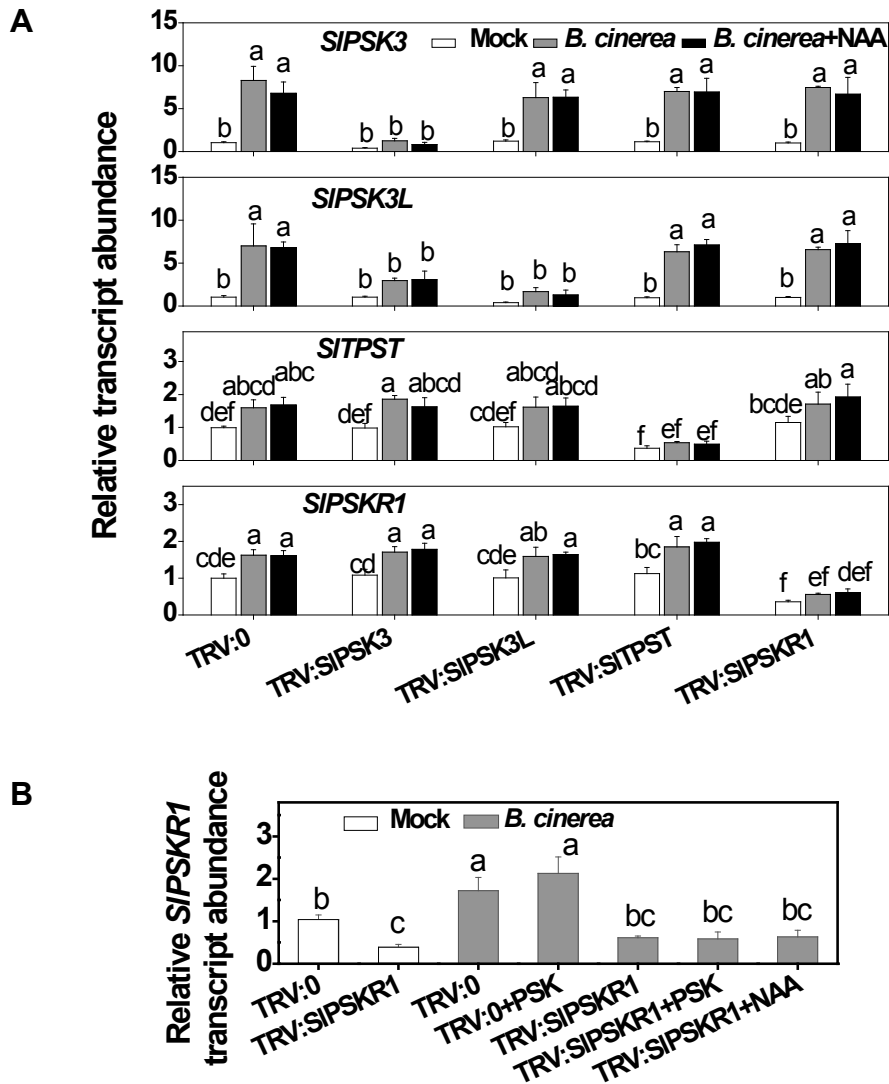 A
Relative transcript abundance
SlPSK3 Mock B. cinerea B. cinerea+NAA
15
10
5
0
b a a b b b b a a b a a b a a
SlPSK3L
15
10
5
0
b a a b b b b b b b a a b a a
SlTPST
3
2
1
0
def abcd abc def a abcd cdef abcd abcd f ef ef bcde ab a
SlPSKR1
3
2
1
0
cde a a cd a a cde ab a bc a a f ef def
TRV:0
TRV:SlPSK3
TRV:SlPSK3L
TRV:SlTPST
TRV:SlPSKR1
B
Relative SlPSKR1
transcript abundance
Mock B. cinerea
3
2
1
0
b c a a bc bc bc
TRV:0
TRV:SlPSKR1
TRV:0
TRV:0+PSK
TRV:SlPSKR1
TRV:SlPSKR1+PSK
TRV:SlPSKR1+NAA